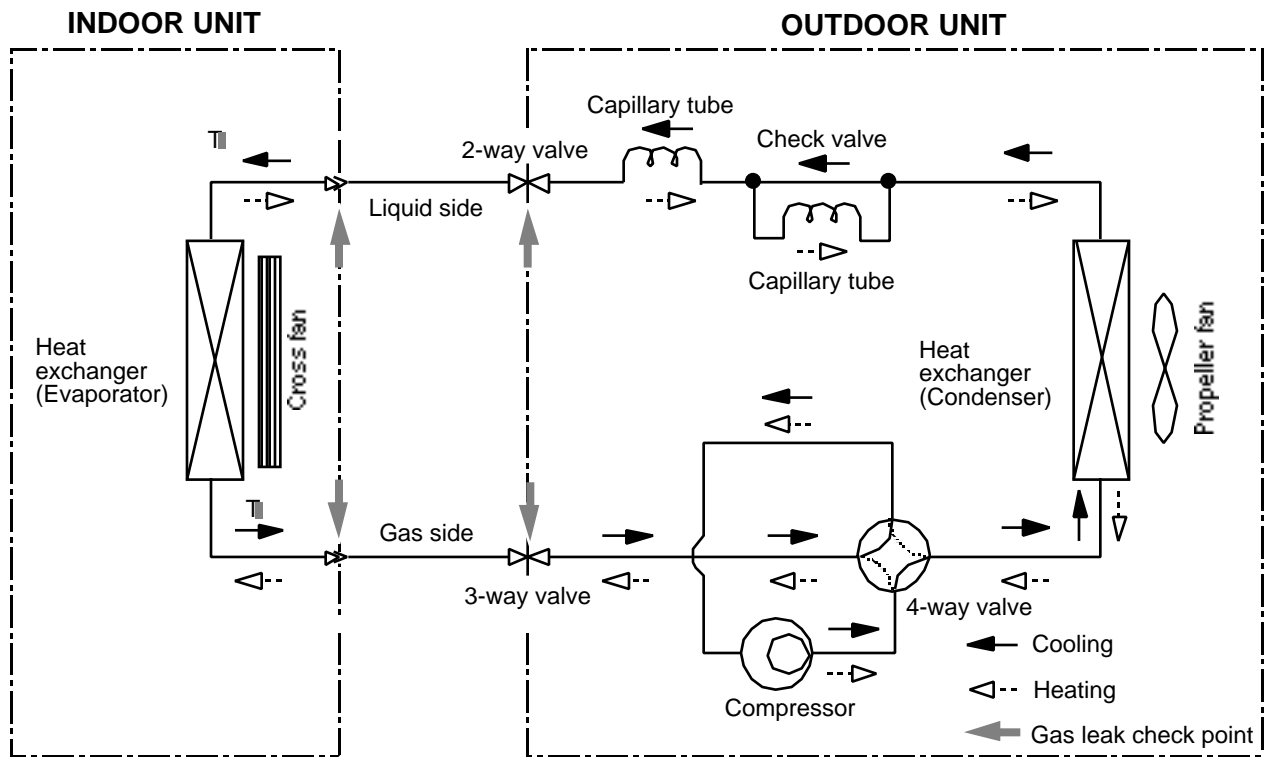 INDOOR UNIT
OUTDOOR UNIT
Capillary tube
2-way valve
Check valve
T
Liquid side
Capillary tube
Heat
exchanger
(Evaporator)
Cross fan
Heat
exchanger
(Condenser)
Propeller fan
T
Gas side
3-way valve
4-way valve
Compressor
Cooling
Heating
Gas leak check point